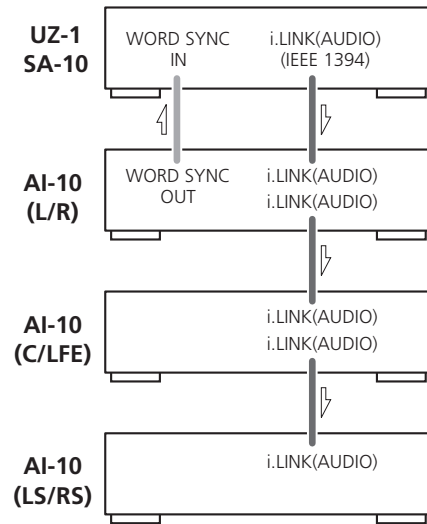 UZ-1
SA-10
WORD SYNC
IN
i.LINK(AUDIO)
(IEEE 1394)
AI-10
(L/R)
WORD SYNC
OUT
i.LINK(AUDIO)
i.LINK(AUDIO)
AI-10
(C/LFE)
i.LINK(AUDIO)
i.LINK(AUDIO)
AI-10
(LS/RS)
i.LINK(AUDIO)